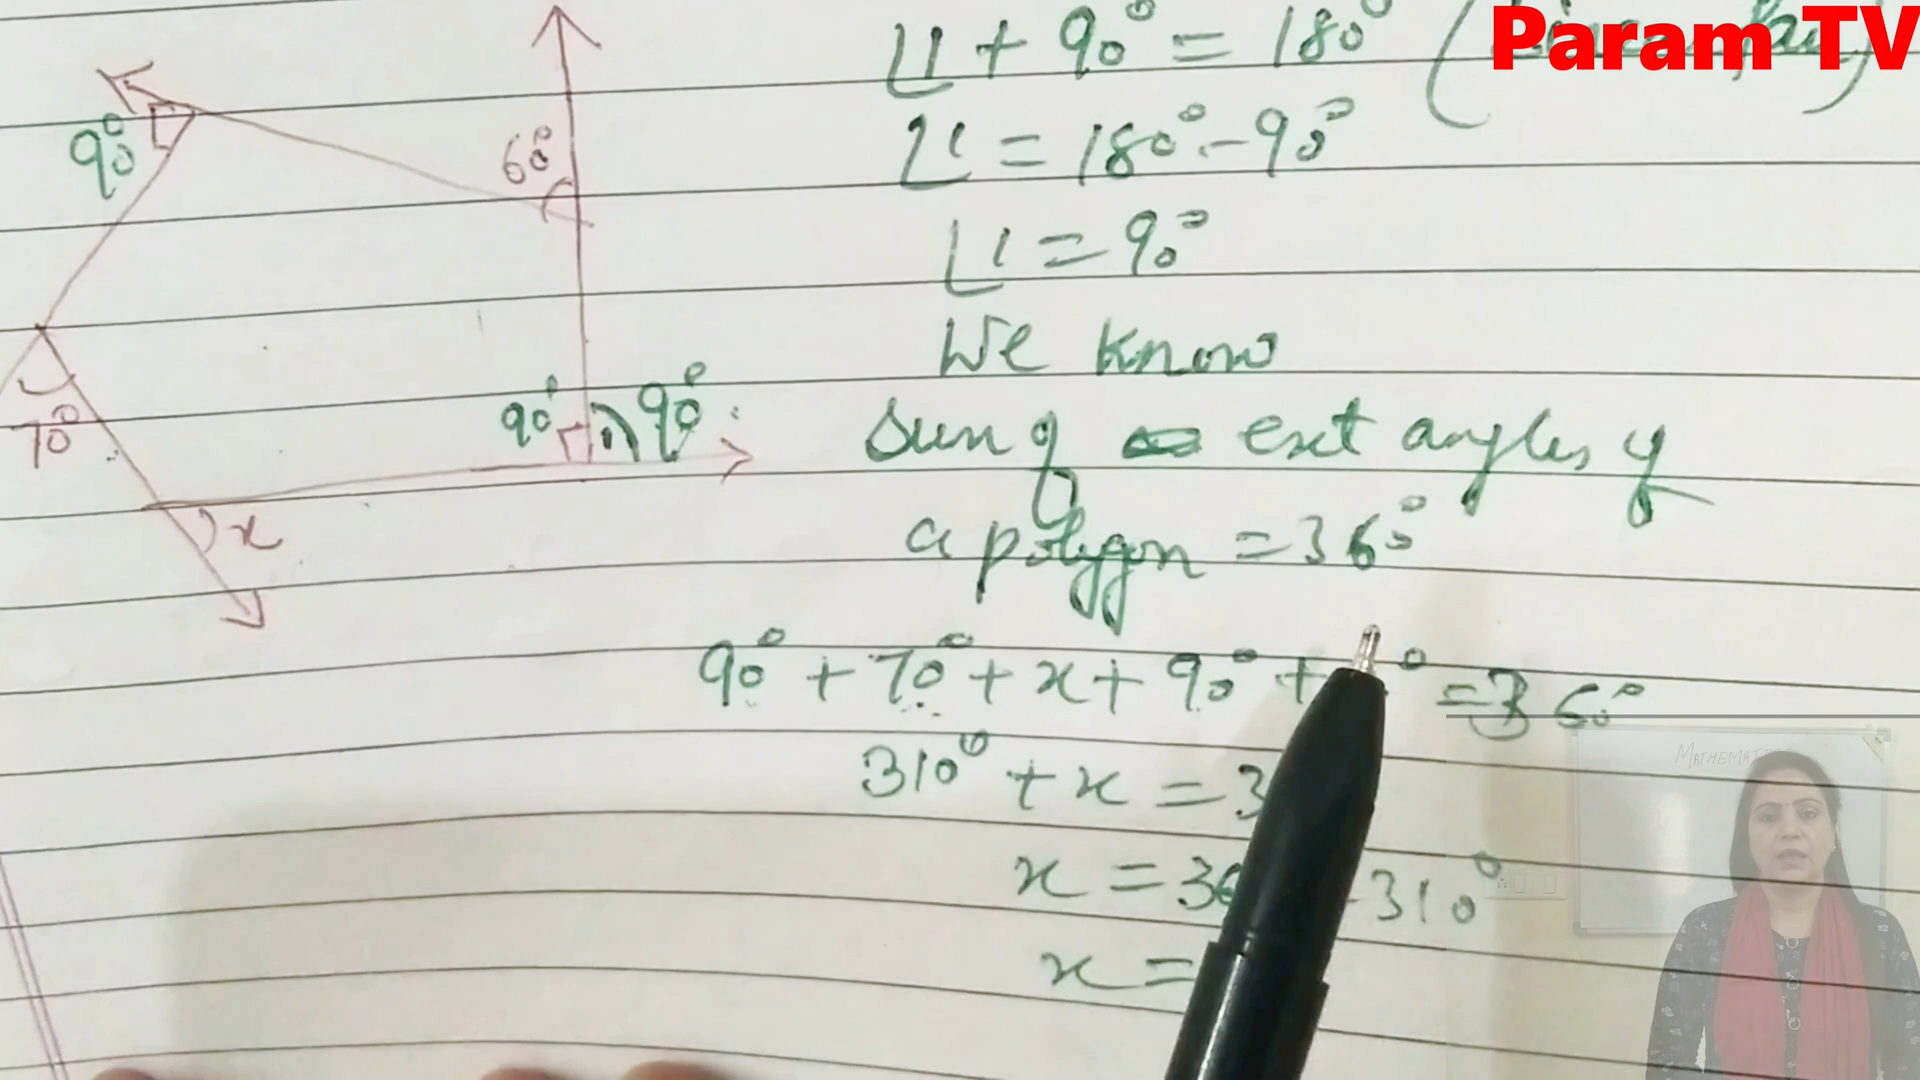 Param TV
∠1 + 90° = 180° (
∠1 = 180° - 90°
∠1 = 90°
We know
Sum of ext angles of
a polygon = 360°
90° + 70° + x + 90° + ° = 360°
310° + x = 3
x = 36 - 310°
x =
90°
60°
70°
90°
90°
x